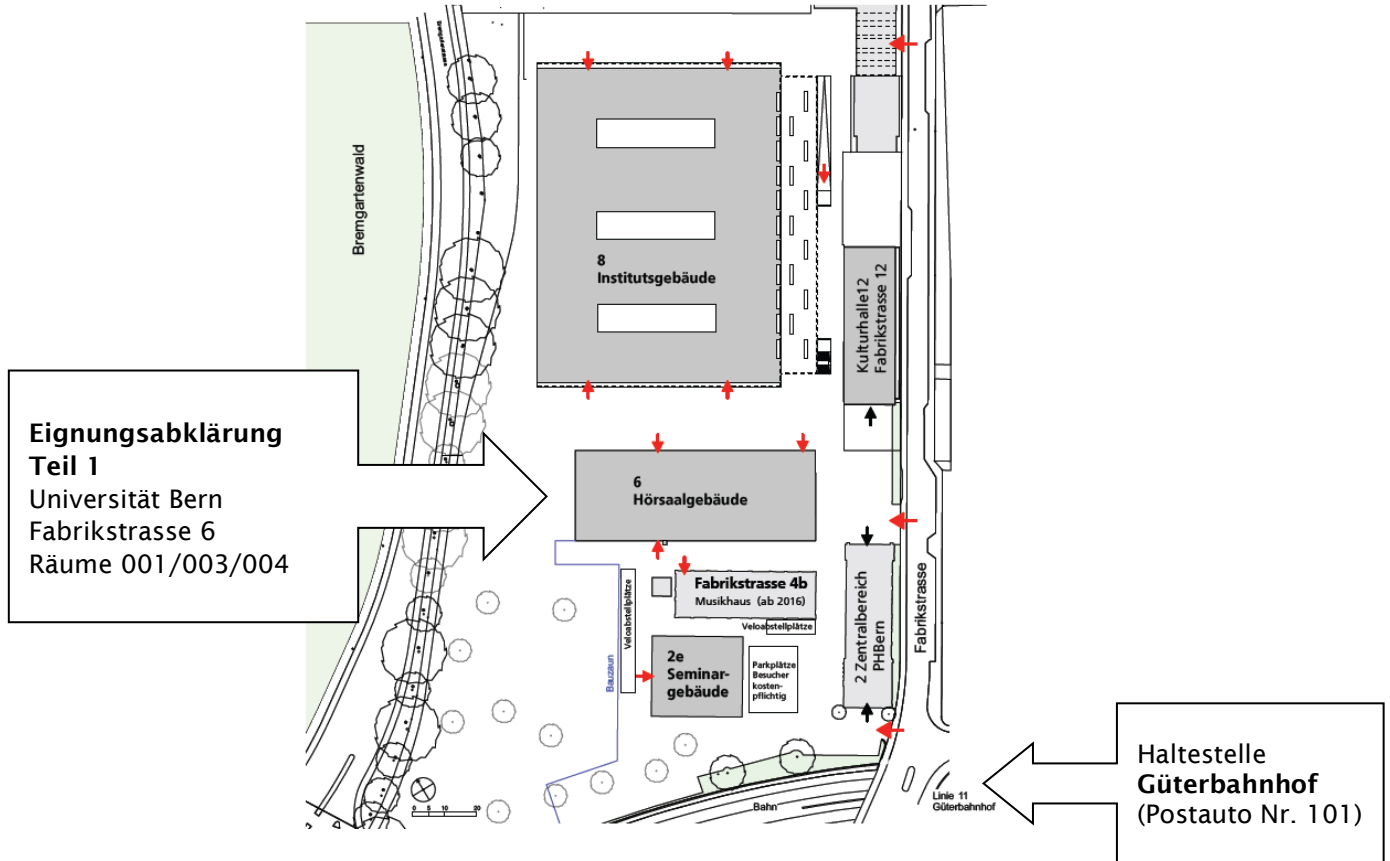 Bremgartenwald
8
Institutsgebäude
Kulturhalle12
Fabrikstrasse 12
Eignungsabklärung
Teil 1
Universität Bern
Fabrikstrasse 6
Räume 001/003/004
6
Hörsaalgebäude
Fabrikstrasse 4b
Musikhaus (ab 2016)
Veloabstellplätze
Veloabstellplätze
Bauzaun
2e
Seminar-
gebäude
Parkplätze
Besucher
kosten-
pflichtig
2 Zentralbereich
PHBern
Fabrikstrasse
0 5 10 20
Bahn
Linie 11
Güterbahnhof
Haltestelle
Güterbahnhof
(Postauto Nr. 101)